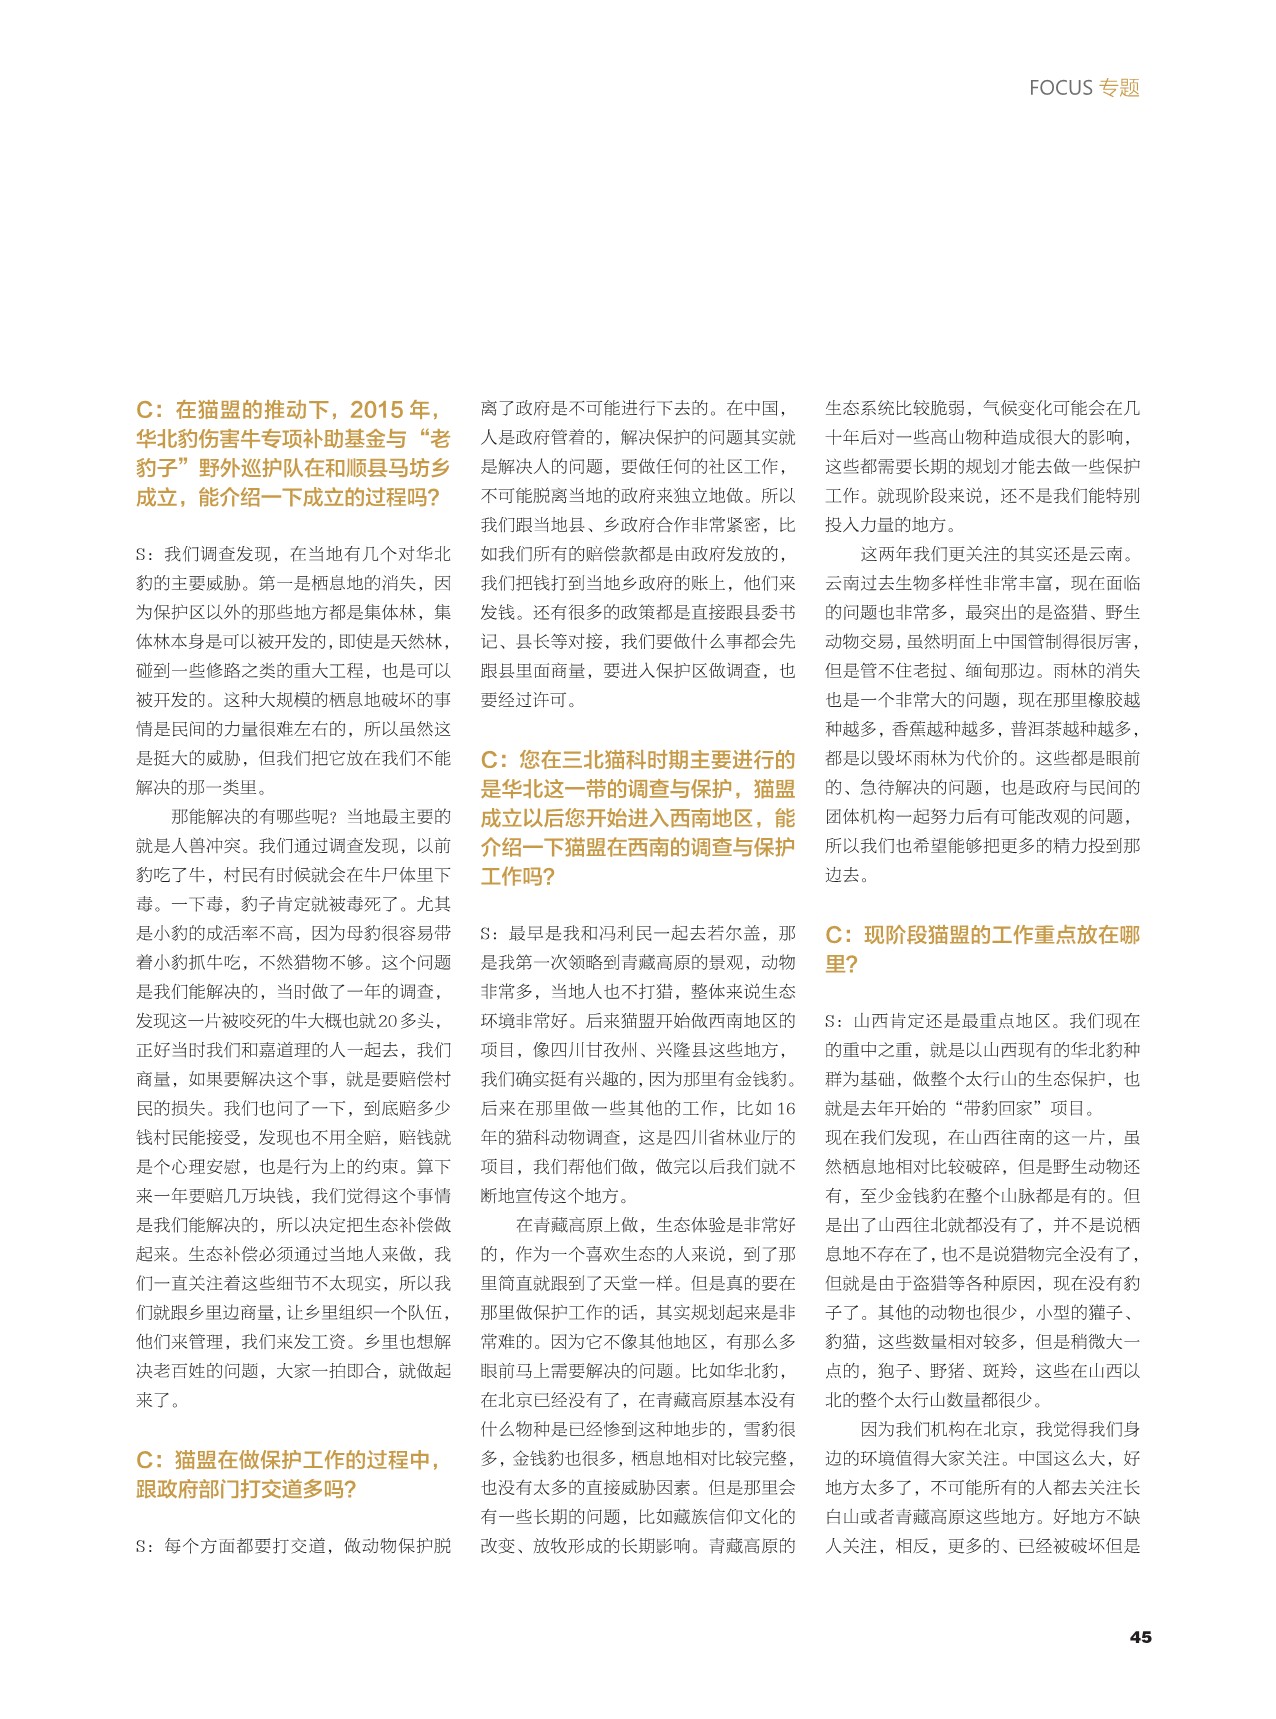 FOCUS 专题
C：在猫盟的推动下，2015 年，
华北豹伤害牛专项补助基金与“老
豹子”野外巡护队在和顺县马坊乡
成立，能介绍一下成立的过程吗？
S：我们调查发现，在当地有几个对华北
豹的主要威胁。第一是栖息地的消失，因
为保护区以外的那些地方都是集体林，集
体林本身是可以被开发的，即使是天然林，
碰到一些修路之类的重大工程，也是可以
被开发的。这种大规模的栖息地破坏的事
情是民间的力量很难左右的，所以虽然这
是挺大的威胁，但我们把它放在我们不能
解决的那一类里。
那能解决的有哪些呢？当地最主要的
就是人兽冲突。我们通过调查发现，以前
豹吃了牛，村民有时候就会在牛尸体里下
毒。一下毒，豹子肯定就被毒死了。尤其
是小豹的成活率不高，因为母豹很容易带
着小豹抓牛吃，不然猎物不够。这个问题
是我们能解决的，当时做了一年的调查，
发现这一片被咬死的牛大概也就20多头，
正好当时我们和嘉道理的人一起去，我们
商量，如果要解决这个事，就是要赔偿村
民的损失。我们也问了一下，到底赔多少
钱村民能接受，发现也不用全赔，赔钱就
是个心理安慰，也是行为上的约束。算下
来一年要赔几万块钱，我们觉得这个事情
是我们能解决的，所以决定把生态补偿做
起来。生态补偿必须通过当地人来做，我
们一直关注着这些细节不太现实，所以我
们就跟乡里边商量，让乡里组织一个队伍，
他们来管理，我们来发工资。乡里也想解
决老百姓的问题，大家一拍即合，就做起
来了。
C：猫盟在做保护工作的过程中，
跟政府部门打交道多吗？
S：每个方面都要打交道，做动物保护脱
离了政府是不可能进行下去的。在中国，
人是政府管着的，解决保护的问题其实就
是解决人的问题，要做任何的社区工作，
不可能脱离当地的政府来独立地做。所以
我们跟当地县、乡政府合作非常紧密，比
如我们所有的赔偿款都是由政府发放的，
我们把钱打到当地乡政府的账上，他们来
发钱。还有很多的政策都是直接跟县委书
记、县长等对接，我们要做什么事都会先
跟县里面商量，要进入保护区做调查，也
要经过许可。
C：您在三北猫科时期主要进行的
是华北这一带的调查与保护，猫盟
成立以后您开始进入西南地区，能
介绍一下猫盟在西南的调查与保护
工作吗？
S：最早是我和冯利民一起去若尔盖，那
是我第一次领略到青藏高原的景观，动物
非常多，当地人也不打猎，整体来说生态
环境非常好。后来猫盟开始做西南地区的
项目，像四川甘孜州、兴隆县这些地方，
我们确实挺有兴趣的，因为那里有金钱豹。
后来在那里做一些其他的工作，比如 16
年的猫科动物调查，这是四川省林业厅的
项目，我们帮他们做，做完以后我们就不
断地宣传这个地方。
在青藏高原上做，生态体验是非常好
的，作为一个喜欢生态的人来说，到了那
里简直就跟到了天堂一样。但是真的要在
那里做保护工作的话，其实规划起来是非
常难的。因为它不像其他地区，有那么多
眼前马上需要解决的问题。比如华北豹，
在北京已经没有了，在青藏高原基本没有
什么物种是已经惨到这种地步的，雪豹很
多，金钱豹也很多，栖息地相对比较完整，
也没有太多的直接威胁因素。但是那里会
有一些长期的问题，比如藏族信仰文化的
改变、放牧形成的长期影响。青藏高原的
生态系统比较脆弱，气候变化可能会在几
十年后对一些高山物种造成很大的影响，
这些都需要长期的规划才能去做一些保护
工作。就现阶段来说，还不是我们能特别
投入力量的地方。
这两年我们更关注的其实还是云南。
云南过去生物多样性非常丰富，现在面临
的问题也非常多，最突出的是盗猎、野生
动物交易，虽然明面上中国管制得很厉害，
但是管不住老挝、缅甸那边。雨林的消失
也是一个非常大的问题，现在那里橡胶越
种越多，香蕉越种越多，普洱茶越种越多，
都是以毁坏雨林为代价的。这些都是眼前
的、急待解决的问题，也是政府与民间的
团体机构一起努力后有可能改观的问题，
所以我们也希望能够把更多的精力投到那
边去。
C：现阶段猫盟的工作重点放在哪
里？
S：山西肯定还是最重点地区。我们现在
的重中之重，就是以山西现有的华北豹种
群为基础，做整个太行山的生态保护，也
就是去年开始的“带豹回家”项目。
现在我们发现，在山西往南的这一片，虽
然栖息地相对比较破碎，但是野生动物还
有，至少金钱豹在整个山脉都是有的。但
是出了山西往北就都没有了，并不是说栖
息地不存在了，也不是说猎物完全没有了，
但就是由于盗猎等各种原因，现在没有豹
子了。其他的动物也很少，小型的獾子、
豹猫，这些数量相对较多，但是稍微大一
点的，狍子、野猪、斑羚，这些在山西以
北的整个太行山数量都很少。
因为我们机构在北京，我觉得我们身
边的环境值得大家关注。中国这么大，好
地方太多了，不可能所有的人都去关注长
白山或者青藏高原这些地方。好地方不缺
人关注，相反，更多的、已经被破坏但是
45